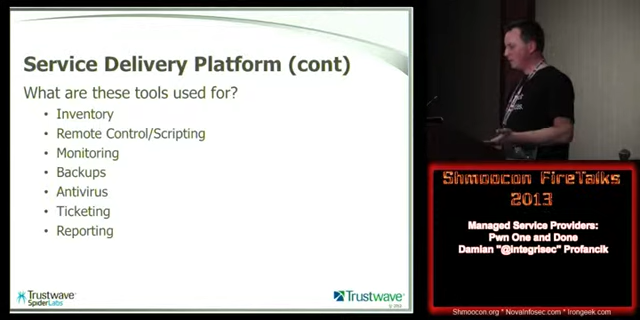 Service Delivery Platform (cont)
What are these tools used for?
• Inventory
• Remote Control/Scripting
• Monitoring
• Backups
• Antivirus
• Ticketing
• Reporting
Trustwave
SpiderLabs
Trustwave
Shmoocon FireTalks
2013
Managed Service Providers:
Pwn One and Done
Damian "@integrisec" Profancik
Shmoocon.org * NovaInfosec.com * Irongeek.com